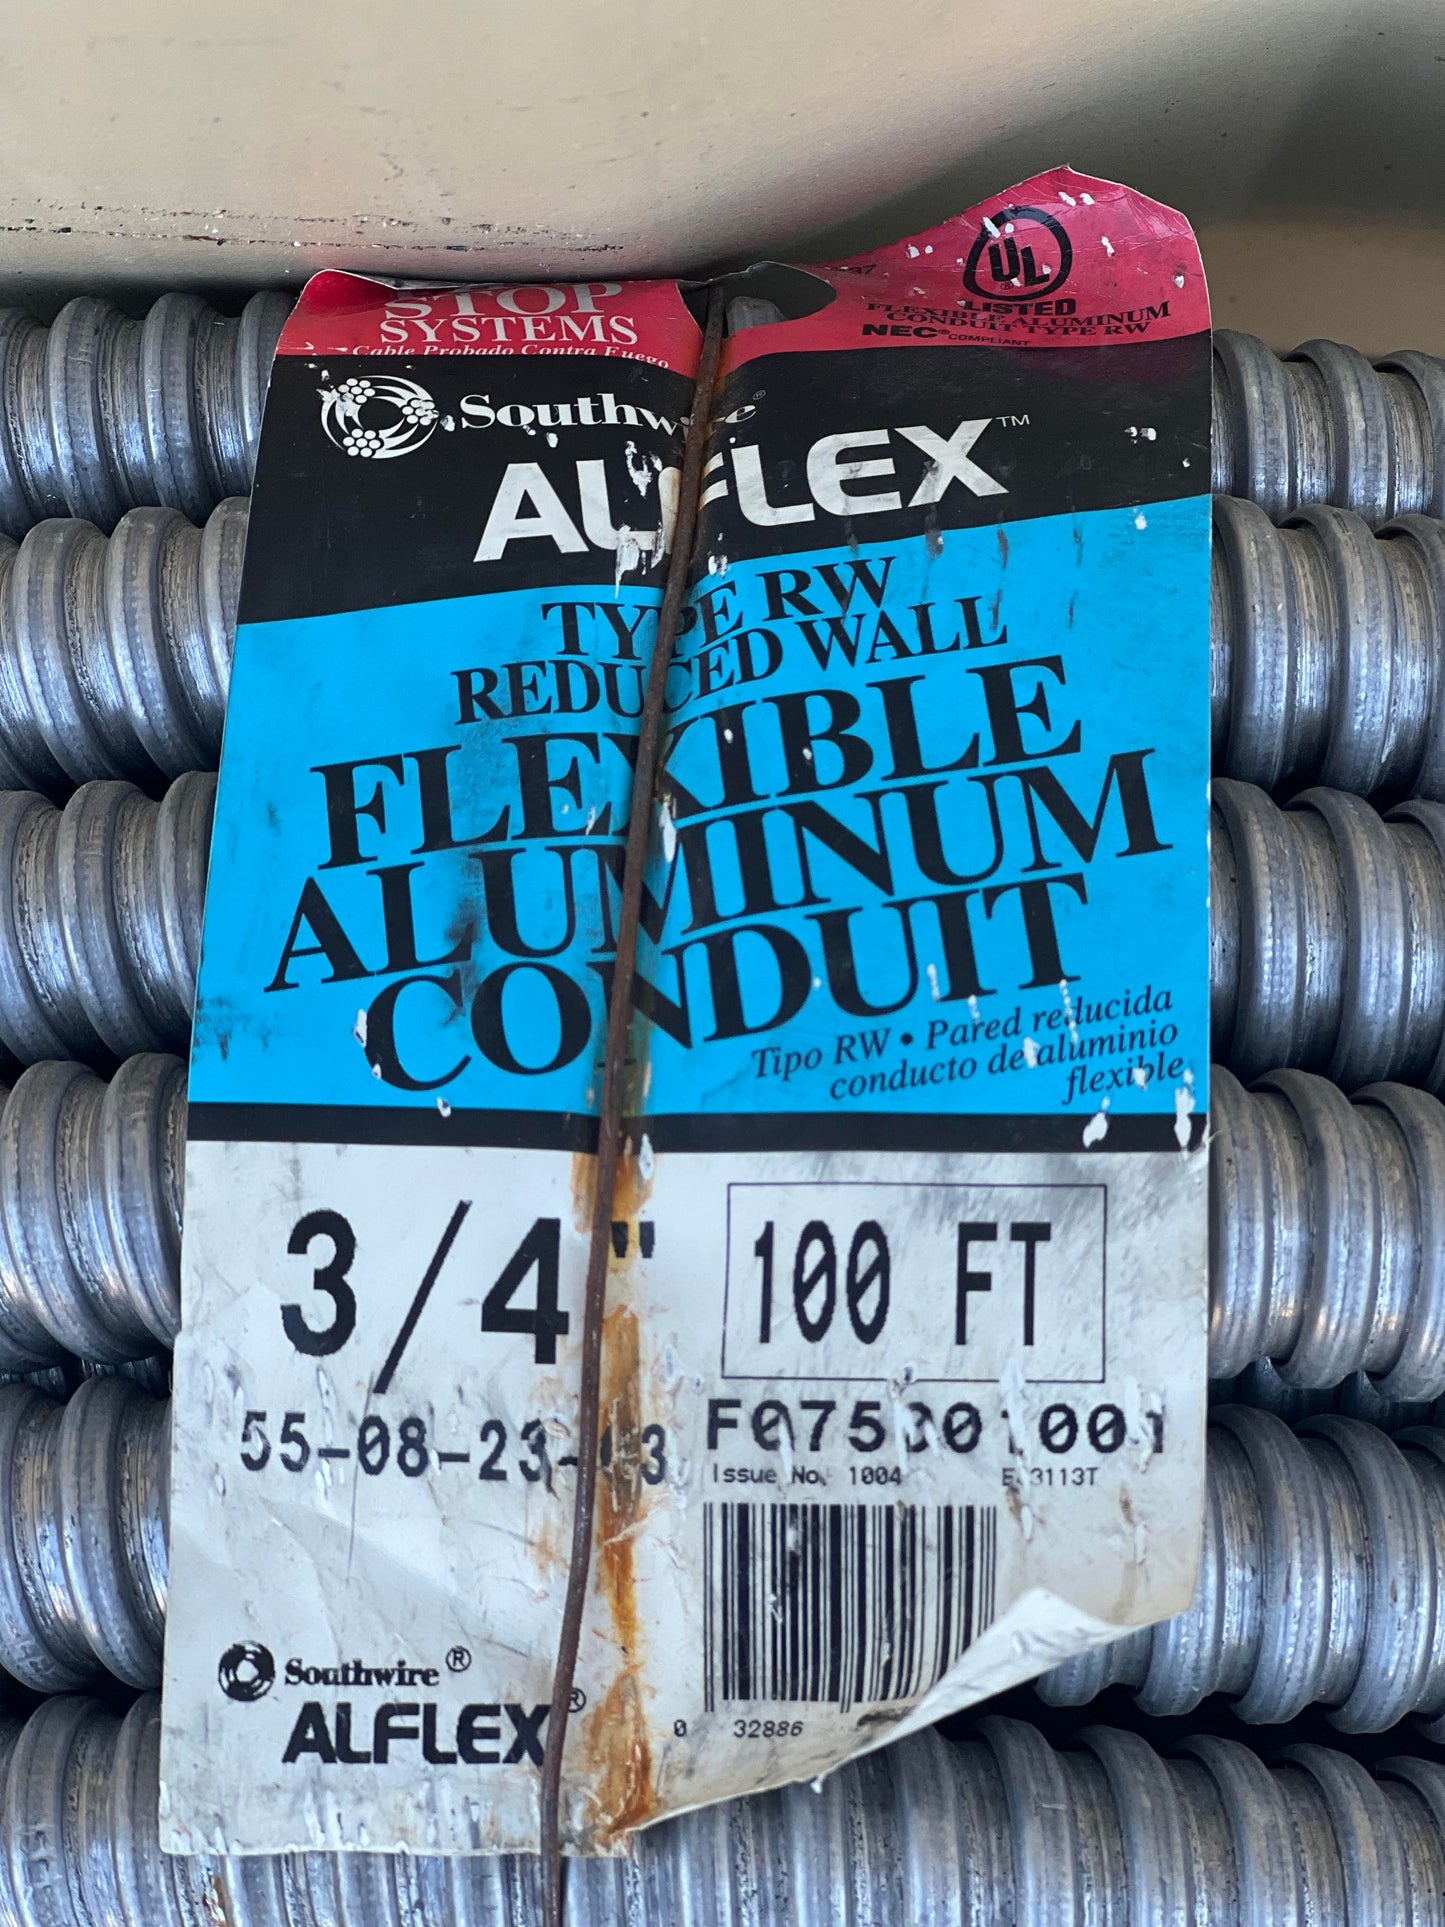 STOP
SYSTEMS
Cable Probado Contra Fuego
UL
LISTED
FLEXIBLE ALUMINUM
CONDUIT TYPE RW
NEC® COMPLIANT
Southwire®
ALFLEX™
TYPE RW
REDUCED WALL
FLEXIBLE
ALUMINUM
CONDUIT
Tipo RW • Pared reducida
conducto de aluminio
flexible
3/4"
100 FT
Issue No. 1004
Southwire®
ALFLEX®
0 32886